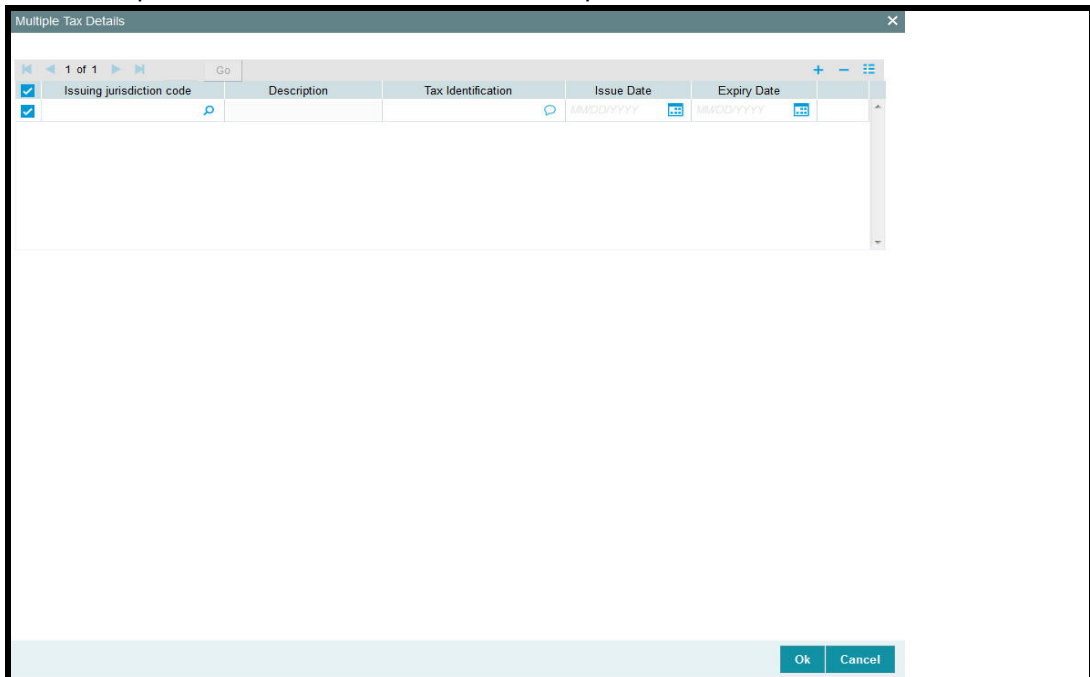 Multiple Tax Details
1 of 1 Go
Issuing jurisdiction code Description Tax Identification Issue Date Expiry Date
MM/DD/YYYY MM/DD/YYYY
Ok Cancel